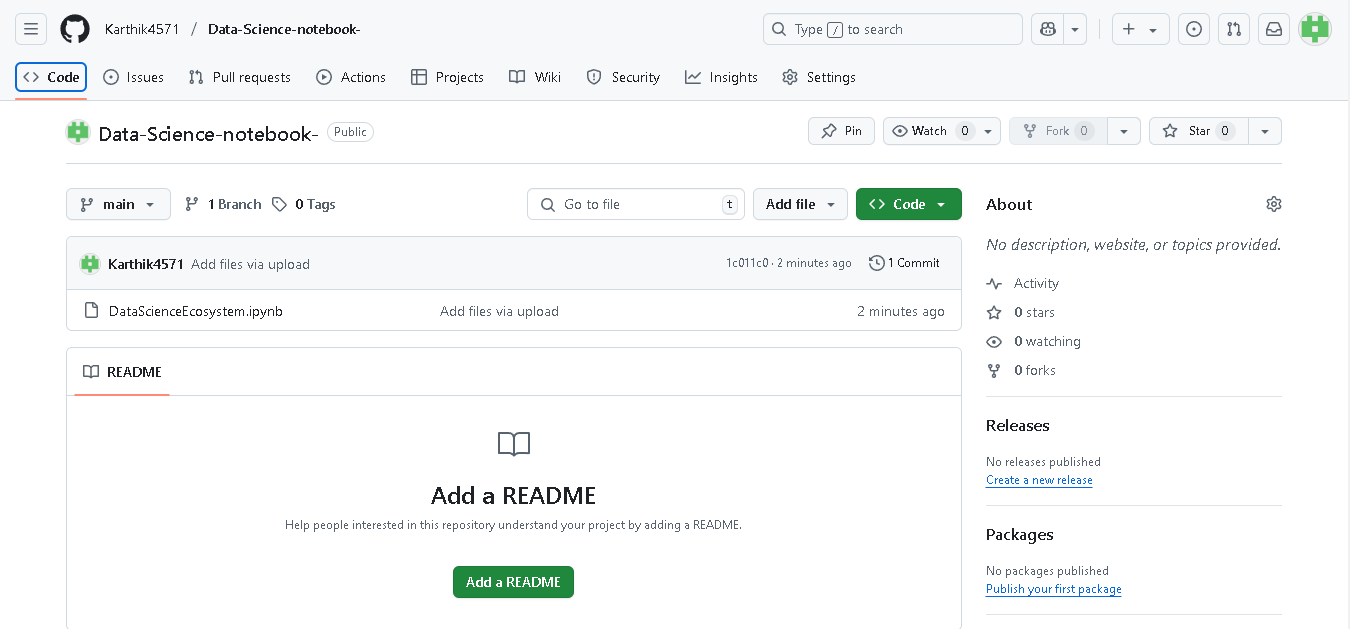 Karthik4571 / Data-Science-notebook-
Type / to search
Code Issues Pull requests Actions Projects Wiki Security Insights Settings
Data-Science-notebook- Public
Pin Watch 0 Fork 0 Star 0
main 1 Branch 0 Tags
Go to file t Add file Code
Karthik4571 Add files via upload 1c011c0 · 2 minutes ago 1 Commit
DataScienceEcosystem.ipynb Add files via upload 2 minutes ago
README
Add a README
Help people interested in this repository understand your project by adding a README.
Add a README
About
No description, website, or topics provided.
Activity
0 stars
0 watching
0 forks
Releases
No releases published
Create a new release
Packages
No packages published
Publish your first package